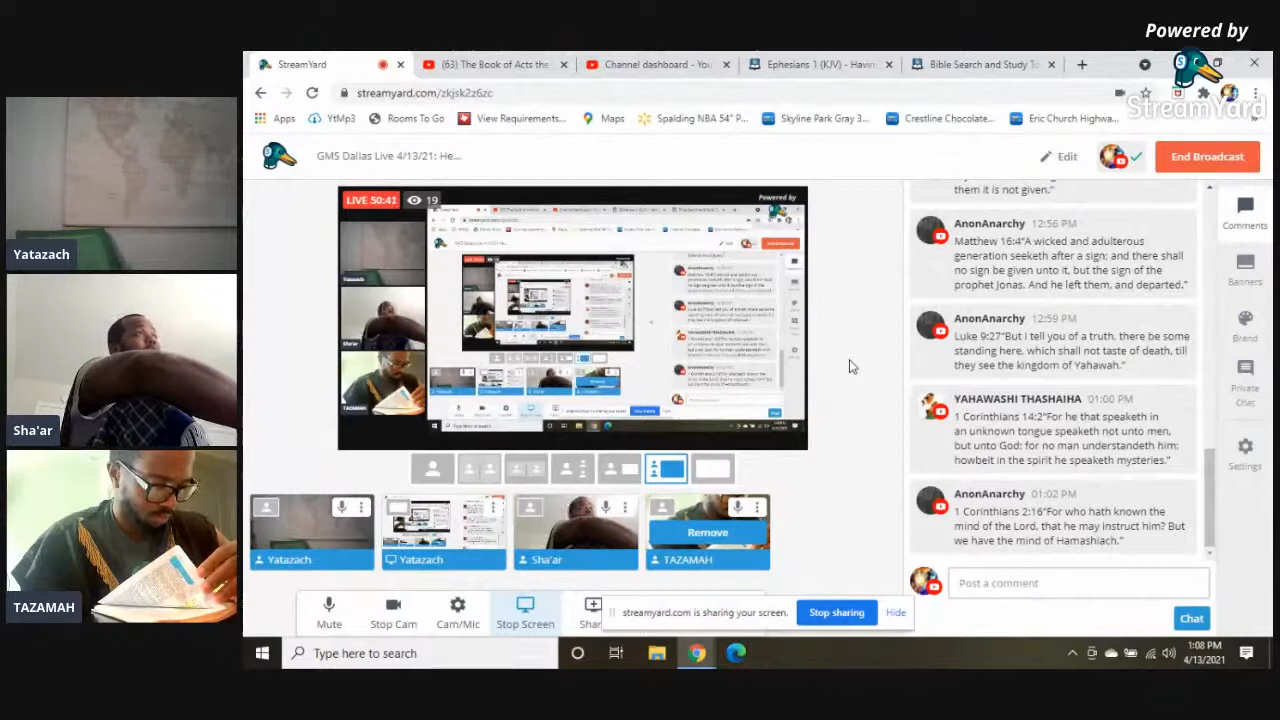 Powered by
StreamYard
StreamYard
(63) The Book of Acts the
Channel dashboard - You
Ephesians 1 (KJV) - Havin
Bible Search and Study To
streamyard.com/zkjsk2z6zc
Apps
YtMp3
Rooms To Go
View Requirements...
Maps
Spalding NBA 54" P...
Skyline Park Gray 3...
Crestline Chocolate...
Eric Church Highwa...
GMS Dallas Live 4/13/21: He...
Edit
End Broadcast
LIVE 50:41
19
Powered by
them it is not given."
AnonAnarchy 12:56 PM
Matthew 16:4"A wicked and adulterous
generation seeketh after a sign; and there shall
no sign be given unto it, but the sign of the
prophet Jonas. And he left them, and departed."
AnonAnarchy 12:59 PM
Luke 9:27"But I tell you of a truth, there be some
standing here, which shall not taste of death, till
they see the kingdom of Yahawah."
YAHAWASHI THASHAIHA 01:00 PM
1 Corinthians 14:2"For he that speaketh in
an unknown tongue speaketh not unto men,
but unto God: for no man understandeth him;
howbeit in the spirit he speaketh mysteries."
AnonAnarchy 01:02 PM
1 Corinthians 2:16"For who hath known the
mind of the Lord, that he may instruct him? But
we have the mind of Hamashiach."
Comments
Banners
Brand
Private
Chat
Settings
Post a comment
Chat
Yatazach
Sha'ar
TAZAMAH
Yatazach
Yatazach
Sha'ar
Remove
TAZAMAH
Mute
Stop Cam
Cam/Mic
Stop Screen
Shar
streamyard.com is sharing your screen.
Stop sharing
Hide
Type here to search
1:08 PM
4/13/2021